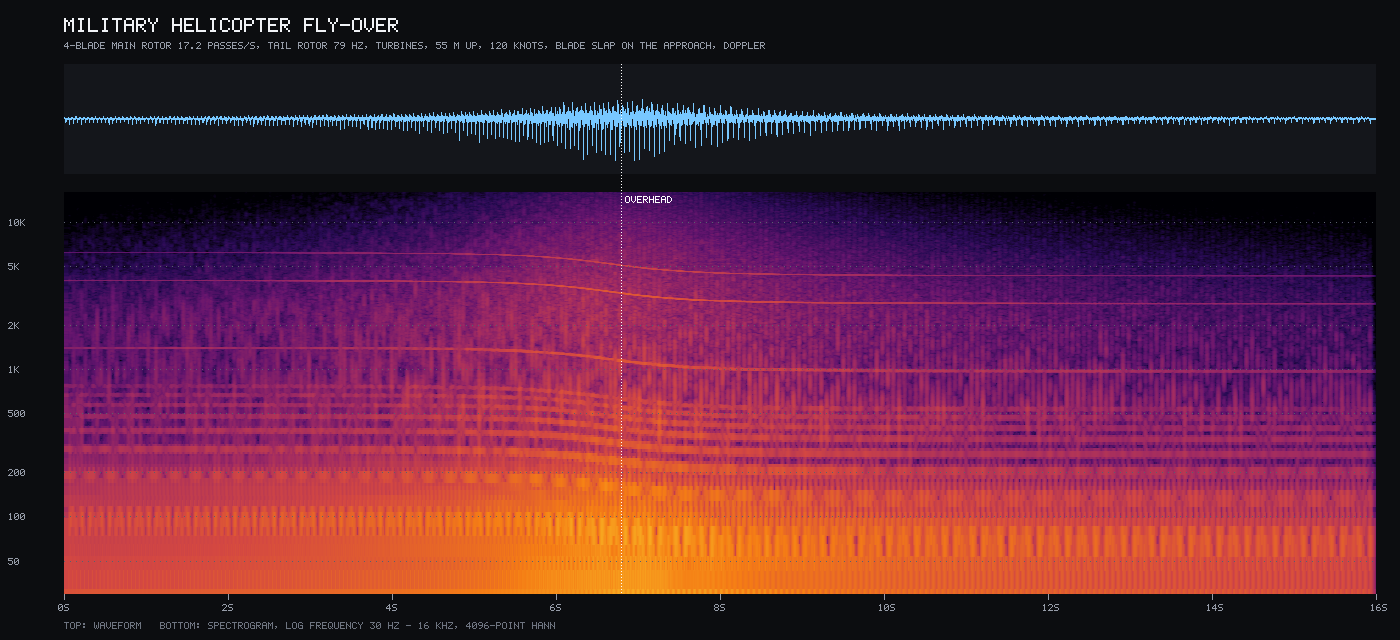 MILITARY HELICOPTER FLY-OVER
4-BLADE MAIN ROTOR 17.2 PASSES/S, TAIL ROTOR 79 HZ, TURBINES, 55 M UP, 120 KNOTS, BLADE SLAP ON THE APPROACH, DOPPLER
OVERHEAD
10K
5K
2K
1K
500
200
100
50
0S 2S 4S 6S 8S 10S 12S 14S 16S
TOP: WAVEFORM BOTTOM: SPECTROGRAM, LOG FREQUENCY 30 HZ - 16 KHZ, 4096-POINT HANN